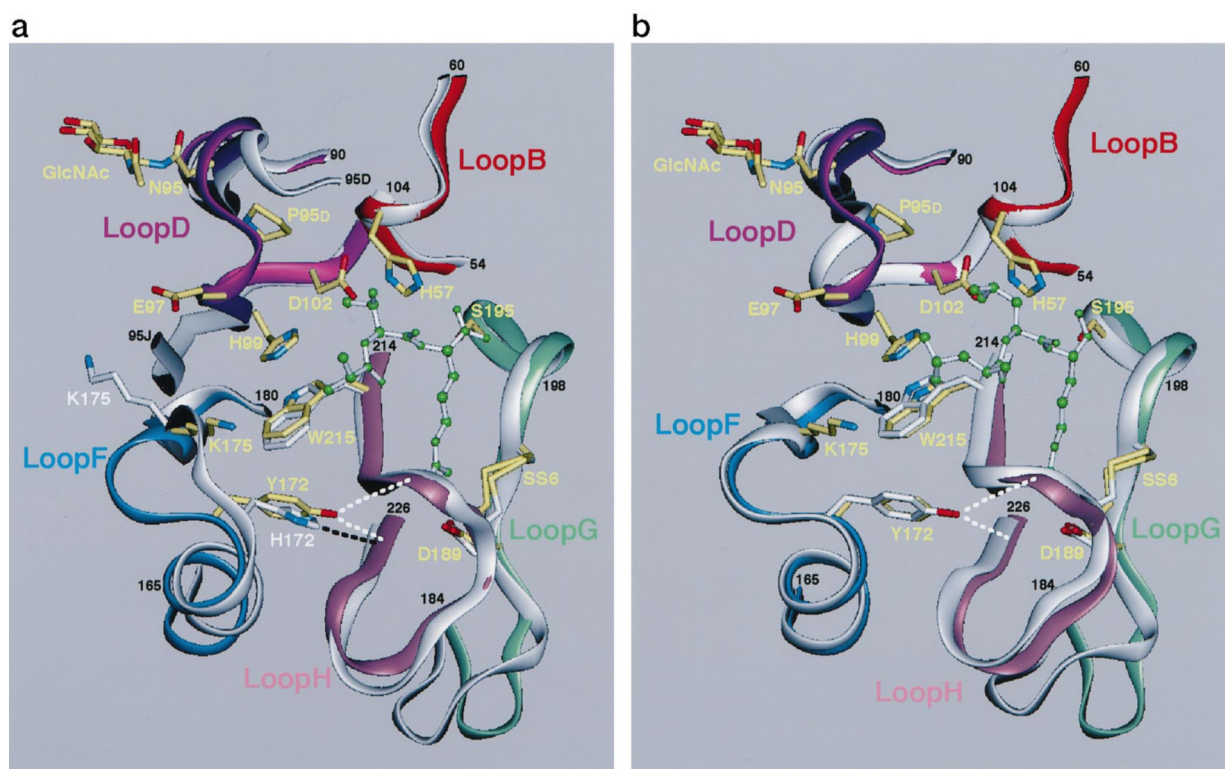 a
60
LoopB
90
GlcNAc
N95
95D
104
P95D
LoopD
54
E97
D102
H57
S195
H99
95J
214
198
K175
180
W215
K175
LoopF
SS6
Y172
226
H172
LoopG
D189
165
184
LoopH
b
60
LoopB
90
GlcNAc
N95
104
P95D
LoopD
54
E97
D102
H57
S195
H99
214
198
180
LoopF
K175
W215
SS6
226
Y172
LoopG
D189
165
184
LoopH